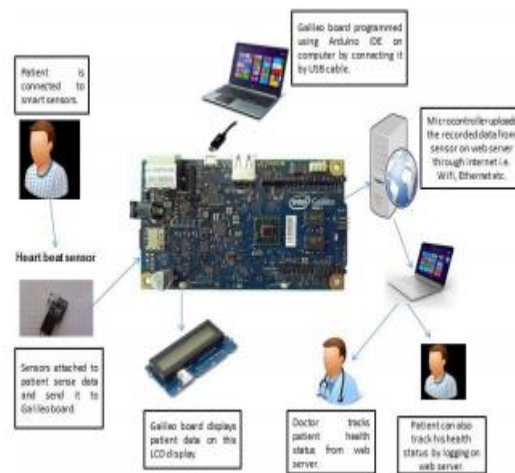 Galileo board programmed
using Arduino IDE on
computer by connecting it
by USB cable.
Patient is
connected to
smart sensors.
Microcontroller uploads
the recorded data from
sensor on web server
through internet i.e.
Wifi, Ethernet etc.
intel Galileo
Heart beat sensor
Sensors attached to
patient sense data
and send it to
Galileo board.
Galileo board displays
patient data on this
LCD display.
Doctor tracks
patient health
status from web
server.
Patient can also
track his health
status by logging on
web server.